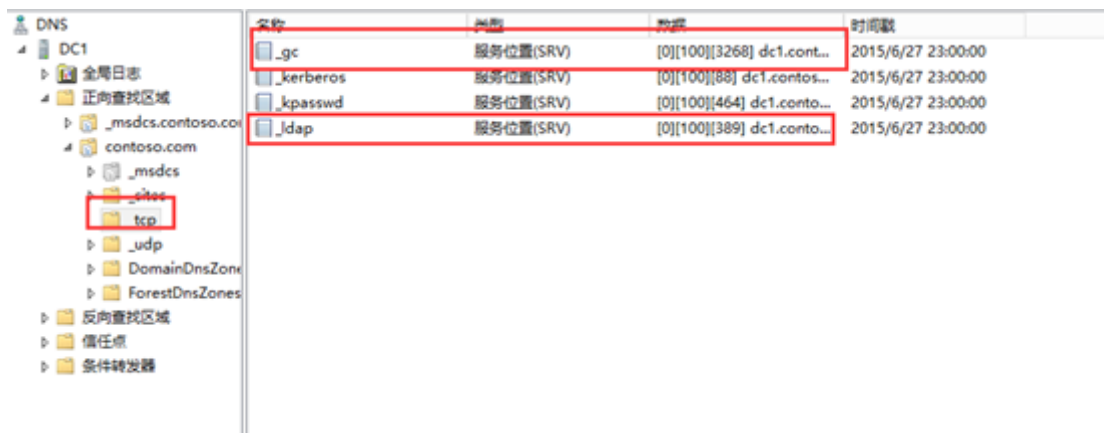 DNS
DC1
全局日志
正向查找区域
_msdcs.contoso.co
contoso.com
_msdcs
_sites
_tcp
_udp
DomainDnsZone
ForestDnsZones
反向查找区域
信任点
条件转发器
名称 类型 数据 时间戳
_gc 服务位置(SRV) [0][100][3268] dc1.cont... 2015/6/27 23:00:00
_kerberos 服务位置(SRV) [0][100][88] dc1.contos... 2015/6/27 23:00:00
_kpasswd 服务位置(SRV) [0][100][464] dc1.conto... 2015/6/27 23:00:00
_ldap 服务位置(SRV) [0][100][389] dc1.conto... 2015/6/27 23:00:00